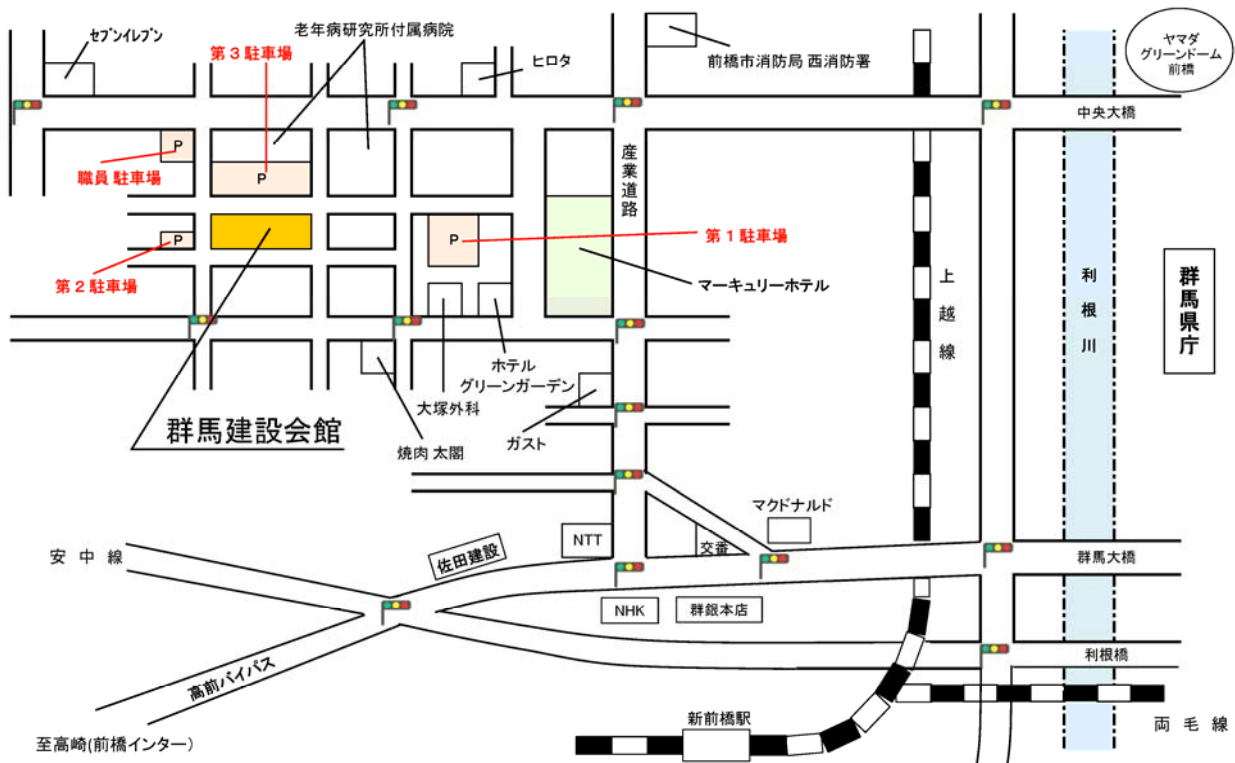 セブンイレブン
老年病研究所付属病院
第3駐車場
ヒロタ
前橋市消防局 西消防署
ヤマダ
グリーンドーム
前橋
中央大橋
P
職員 駐車場
P
産業道路
P
第1駐車場
P
第2駐車場
マーキュリーホテル
上越線
利根川
群馬県庁
ホテル
グリーンガーデン
大塚外科
ガスト
焼肉 太閤
群馬建設会館
マクドナルド
安中線
佐田建設
NTT
交番
群馬大橋
NHK
群銀本店
利根橋
高前バイパス
新前橋駅
両毛線
至高崎(前橋インター)